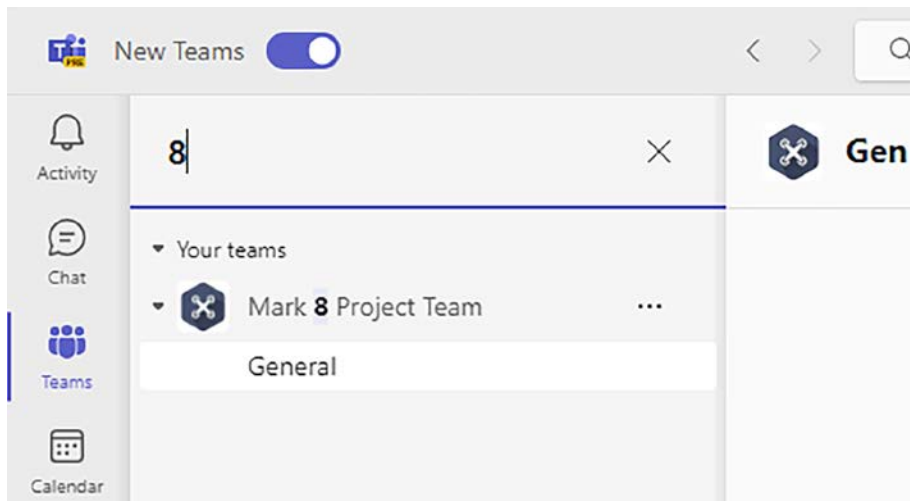 New Teams
Activity
8
Gen
Chat
Your teams
Mark 8 Project Team
General
Teams
Calendar